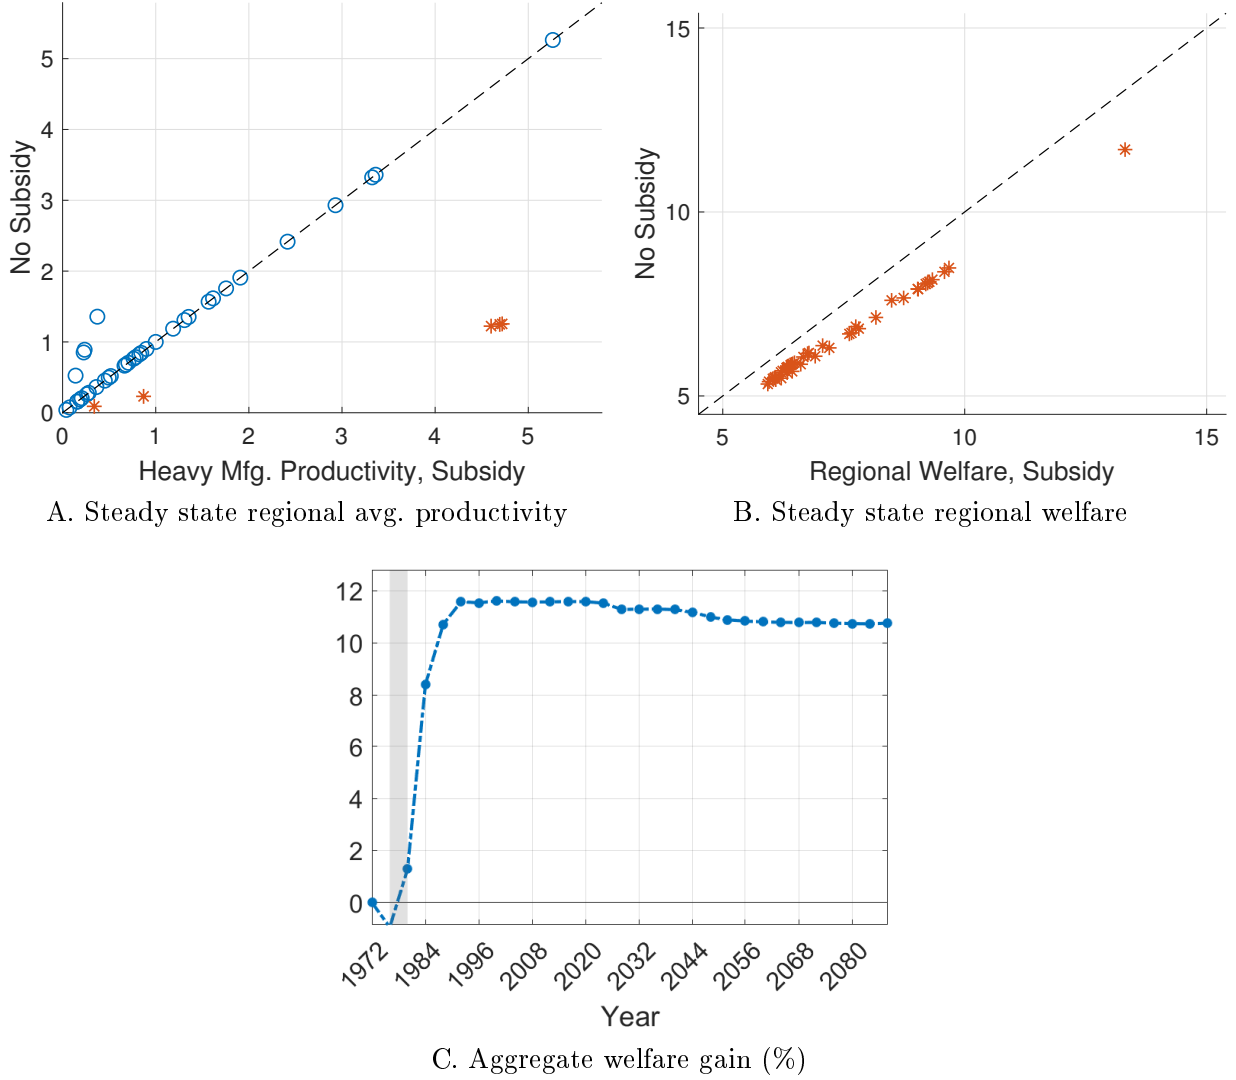 No Subsidy
5
4
3
2
1
0
0 1 2 3 4 5
Heavy Mfg. Productivity, Subsidy
A. Steady state regional avg. productivity
No Subsidy
15
10
5
5 10 15
Regional Welfare, Subsidy
B. Steady state regional welfare
12
10
8
6
4
2
0
1972 1984 1996 2008 2020 2032 2044 2056 2068 2080
Year
C. Aggregate welfare gain (%)